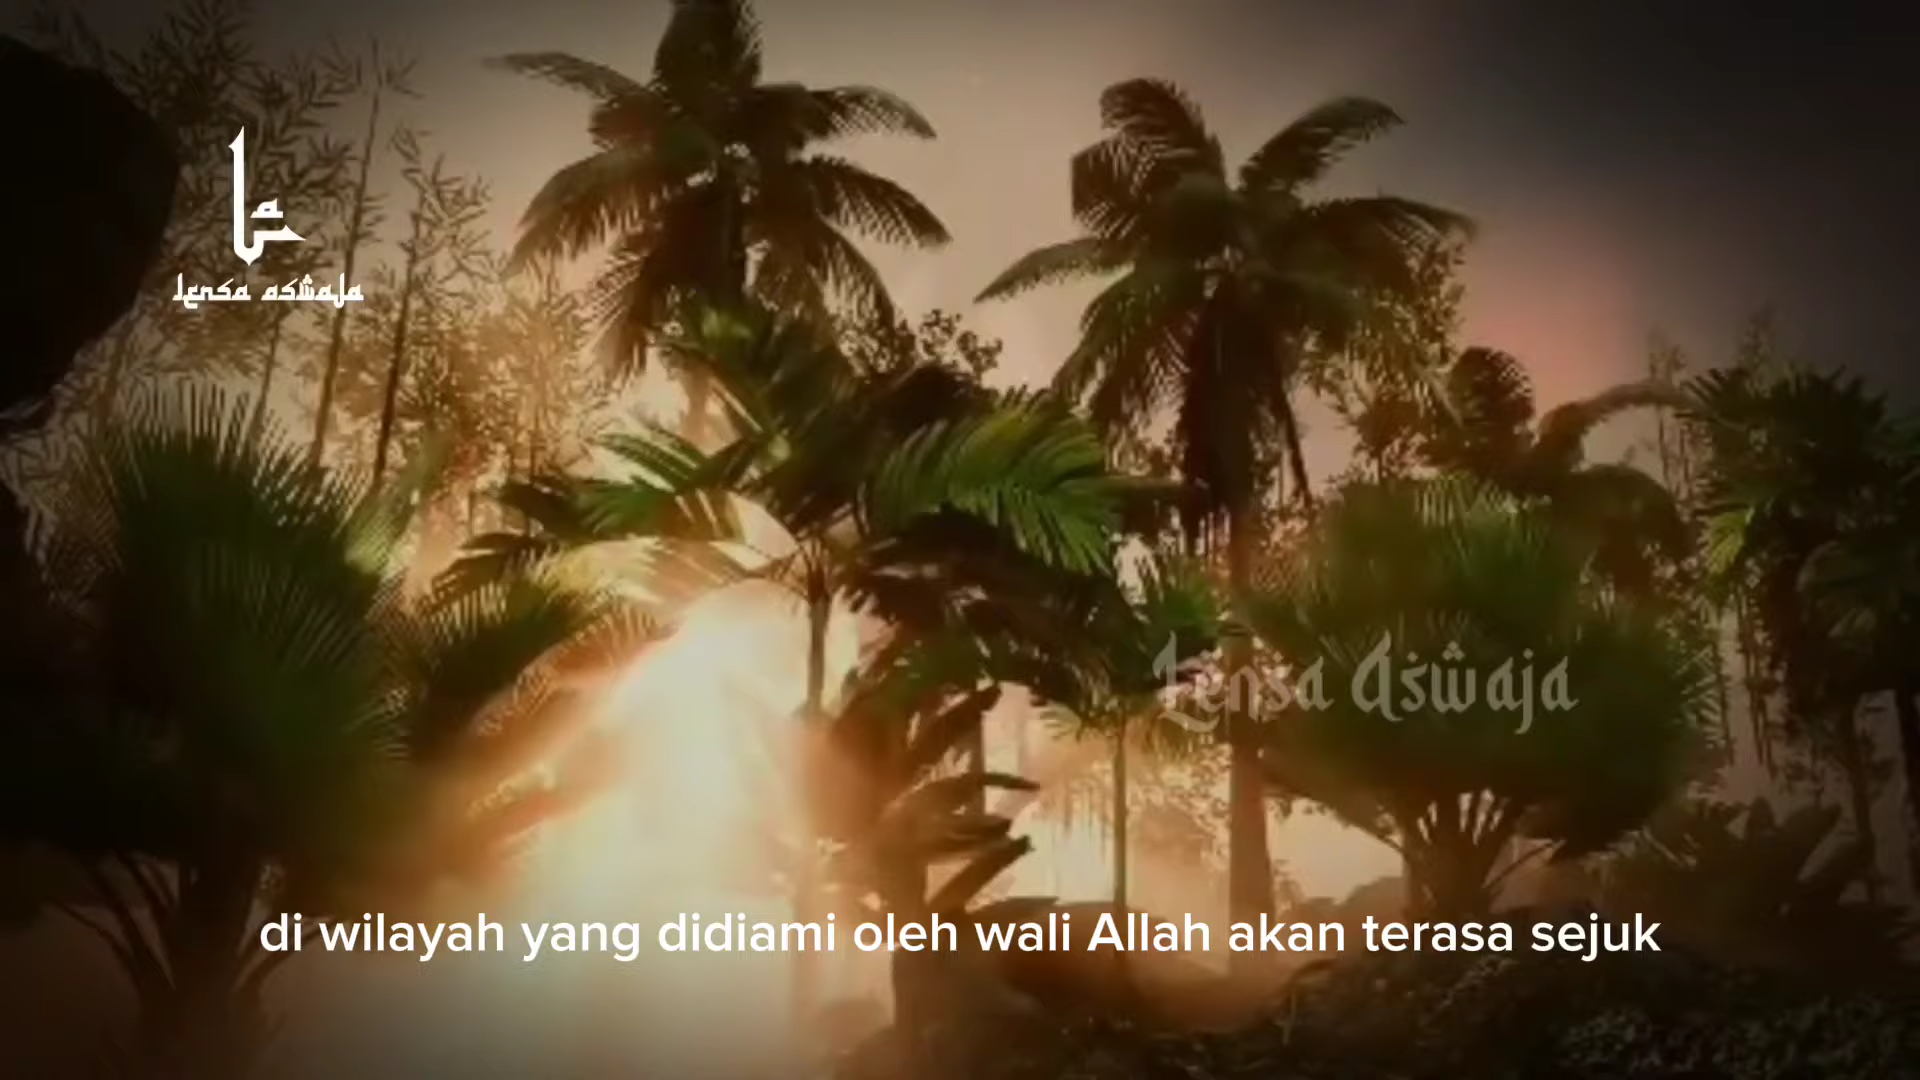 Lensa aswaja
Lensa Aswaja
di wilayah yang didiami oleh wali Allah akan terasa sejuk